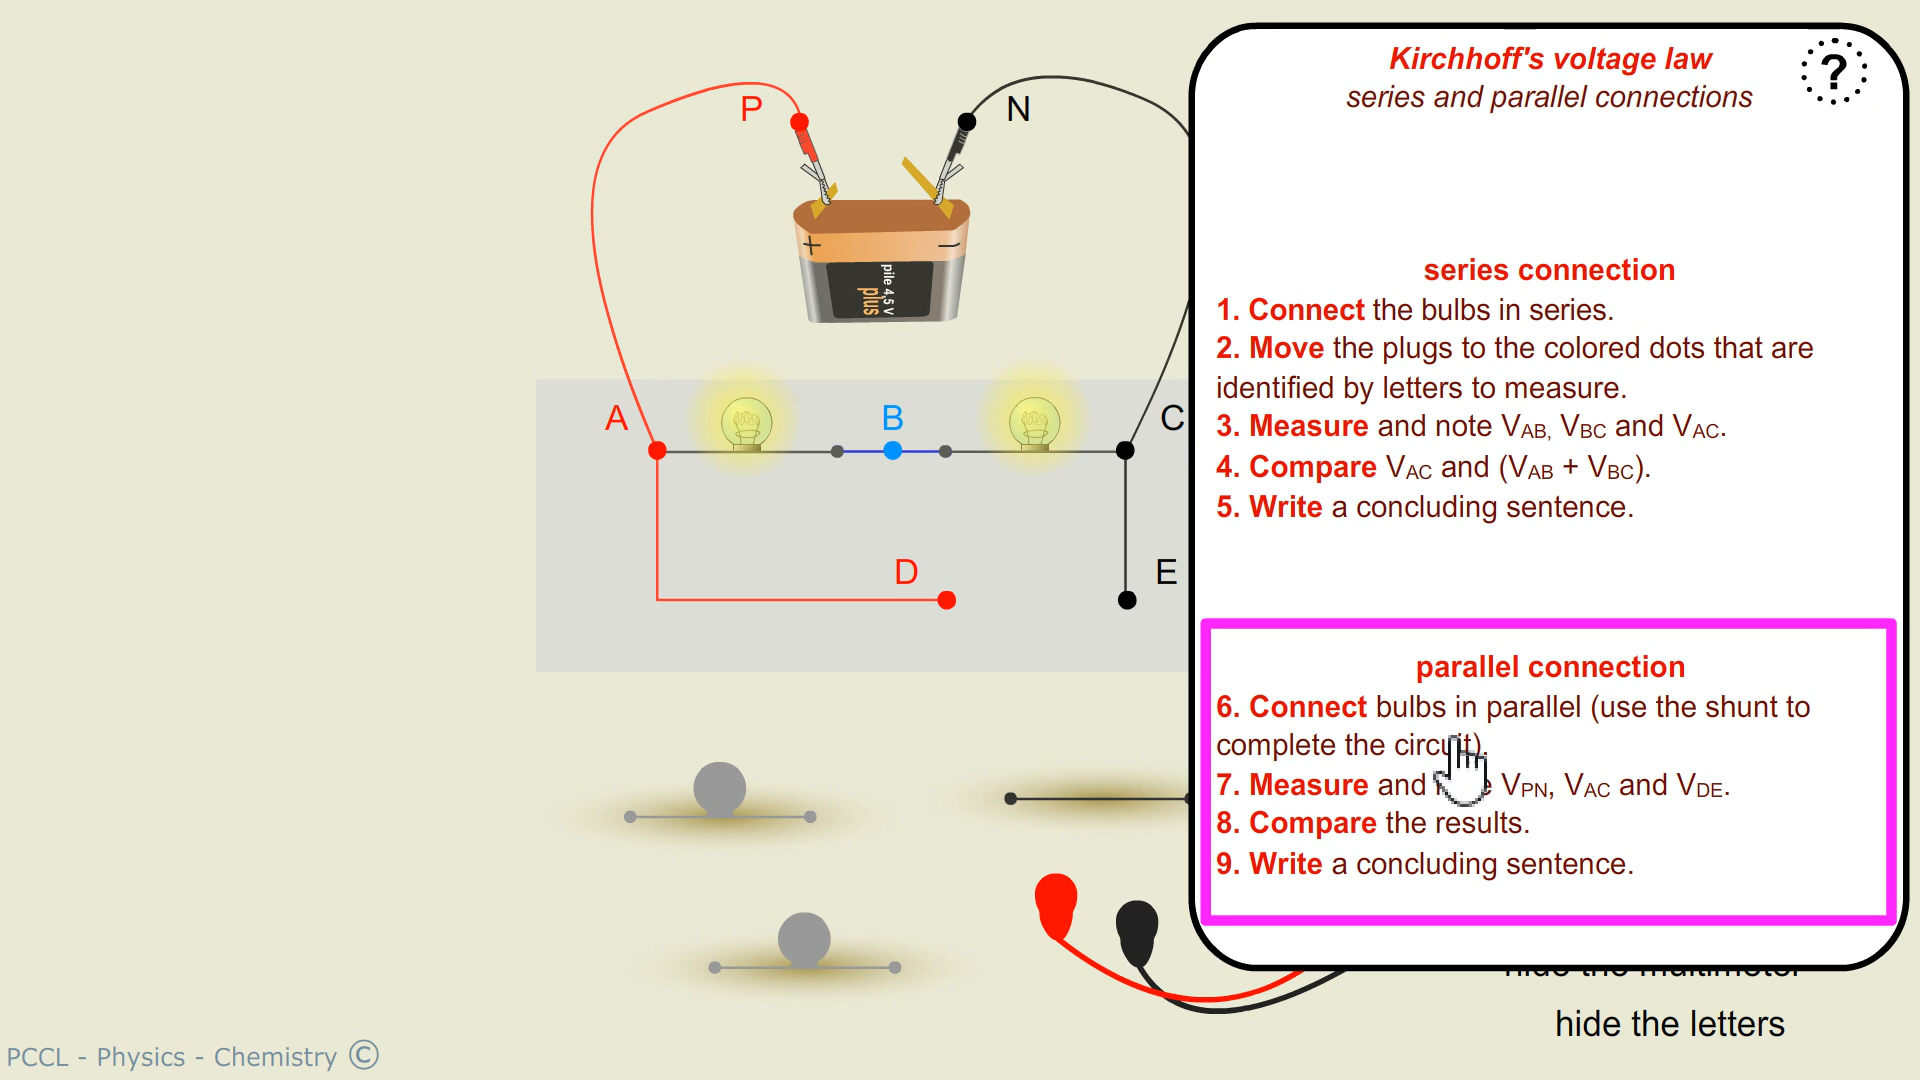 Kirchhoff's voltage law
series and parallel connections
?
P
N
+
−
pile 4,5 V
plus
series connection
1. Connect the bulbs in series.
2. Move the plugs to the colored dots that are
identified by letters to measure.
3. Measure and note VAB, VBC and VAC.
4. Compare VAC and (VAB + VBC).
5. Write a concluding sentence.
A
B
C
D
E
parallel connection
6. Connect bulbs in parallel (use the shunt to
complete the circuit).
7. Measure and VPN, VAC and VDE.
8. Compare the results.
9. Write a concluding sentence.
hide the multimeter
hide the letters
PCCL - Physics - Chemistry ©